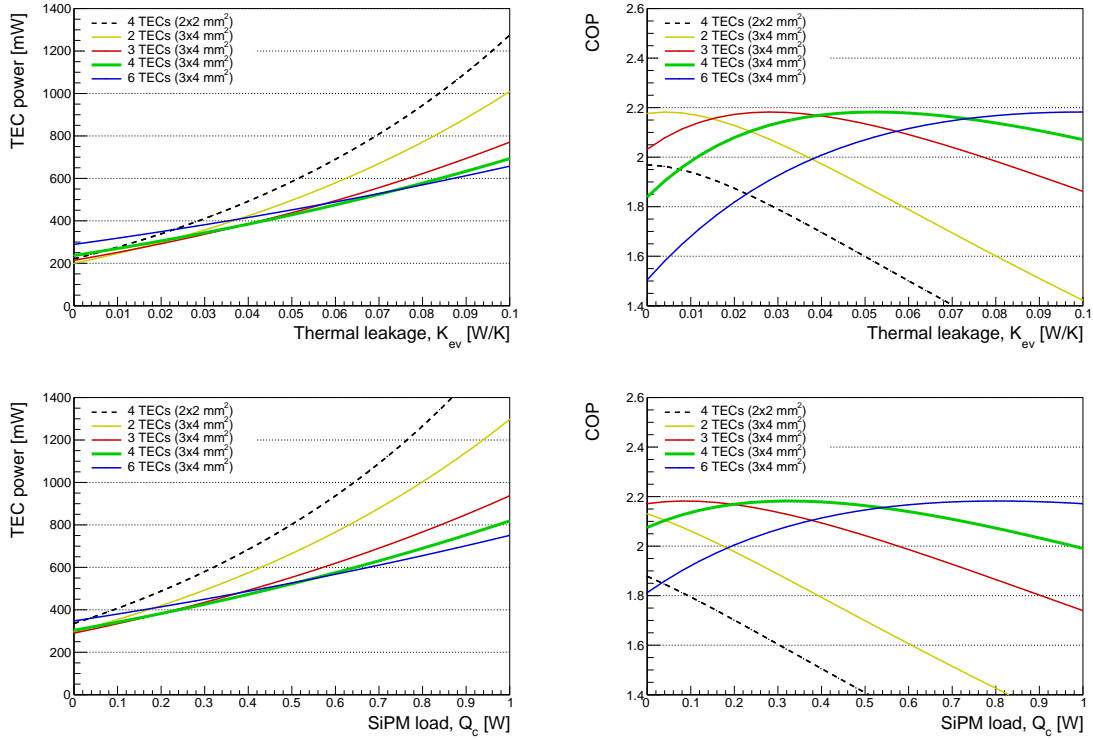 TEC power [mW]
1400
1200
1000
800
600
400
200
0
4 TECs (2x2 mm²)
2 TECs (3x4 mm²)
3 TECs (3x4 mm²)
4 TECs (3x4 mm²)
6 TECs (3x4 mm²)
0 0.01 0.02 0.03 0.04 0.05 0.06 0.07 0.08 0.09 0.1
Thermal leakage, K_ev [W/K]
COP
2.6
2.4
2.2
2
1.8
1.6
1.4
4 TECs (2x2 mm²)
2 TECs (3x4 mm²)
3 TECs (3x4 mm²)
4 TECs (3x4 mm²)
6 TECs (3x4 mm²)
0 0.01 0.02 0.03 0.04 0.05 0.06 0.07 0.08 0.09 0.1
Thermal leakage, K_ev [W/K]
TEC power [mW]
1400
1200
1000
800
600
400
200
0
4 TECs (2x2 mm²)
2 TECs (3x4 mm²)
3 TECs (3x4 mm²)
4 TECs (3x4 mm²)
6 TECs (3x4 mm²)
0 0.1 0.2 0.3 0.4 0.5 0.6 0.7 0.8 0.9 1
SiPM load, Q_c [W]
COP
2.6
2.4
2.2
2
1.8
1.6
1.4
4 TECs (2x2 mm²)
2 TECs (3x4 mm²)
3 TECs (3x4 mm²)
4 TECs (3x4 mm²)
6 TECs (3x4 mm²)
0 0.1 0.2 0.3 0.4 0.5 0.6 0.7 0.8 0.9 1
SiPM load, Q_c [W]